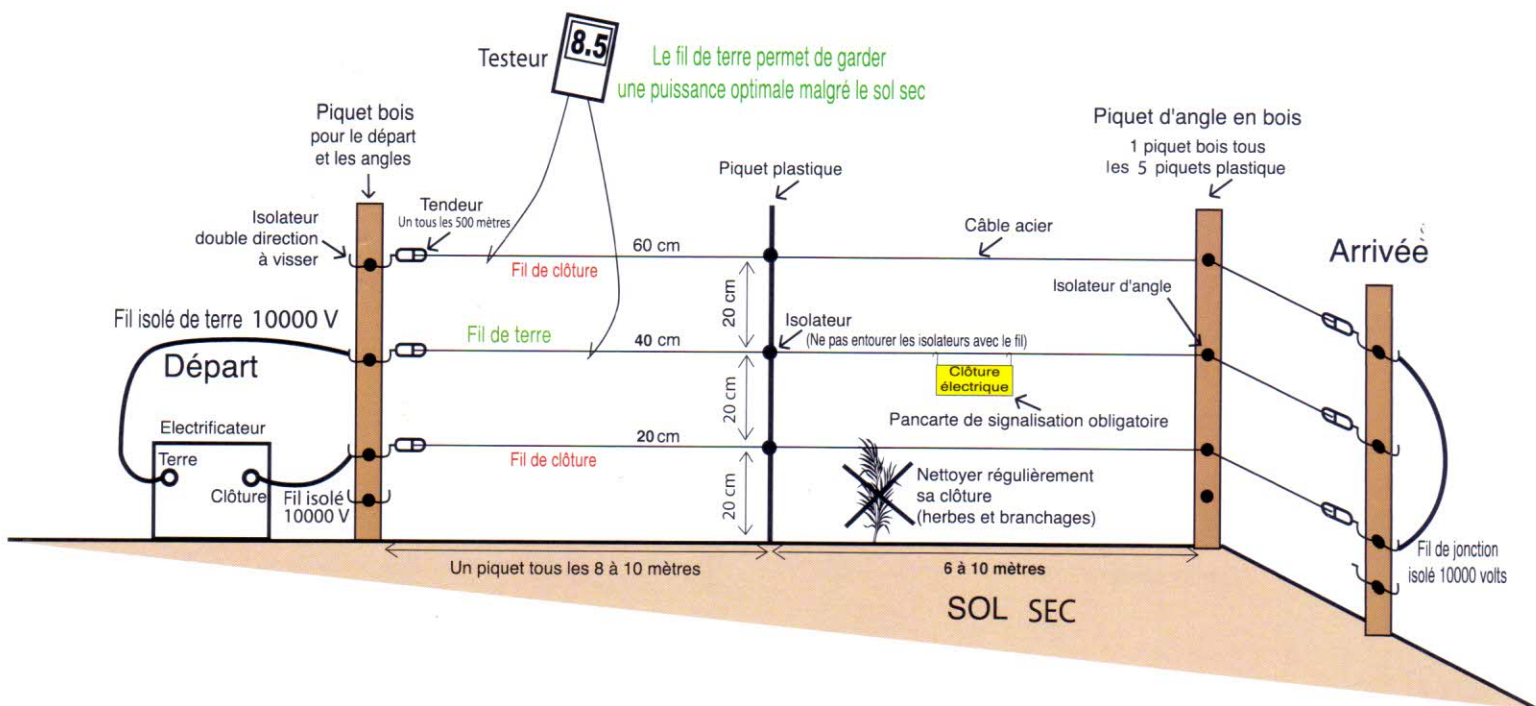 8.5
Testeur
Le fil de terre permet de garder
une puissance optimale malgré le sol sec
Piquet bois
pour le départ
et les angles
Piquet d'angle en bois
1 piquet bois tous
les 5 piquets plastique
Piquet plastique
Isolateur
double direction
à visser
Tendeur
Un tous les 500 mètres
60 cm
Câble acier
Arrivée
Fil de clôture
20 cm
Isolateur d'angle
Fil isolé de terre 10000 V
Départ
Fil de terre
40 cm
Isolateur
(Ne pas entourer les isolateurs avec le fil)
Clôture
électrique
20 cm
Pancarte de signalisation obligatoire
Electrificateur
Terre
Clôture
Fil isolé
10000 V
20 cm
Fil de clôture
20 cm
Nettoyer régulièrement
sa clôture
(herbes et branchages)
Fil de jonction
isolé 10000 volts
Un piquet tous les 8 à 10 mètres
6 à 10 mètres
SOL SEC